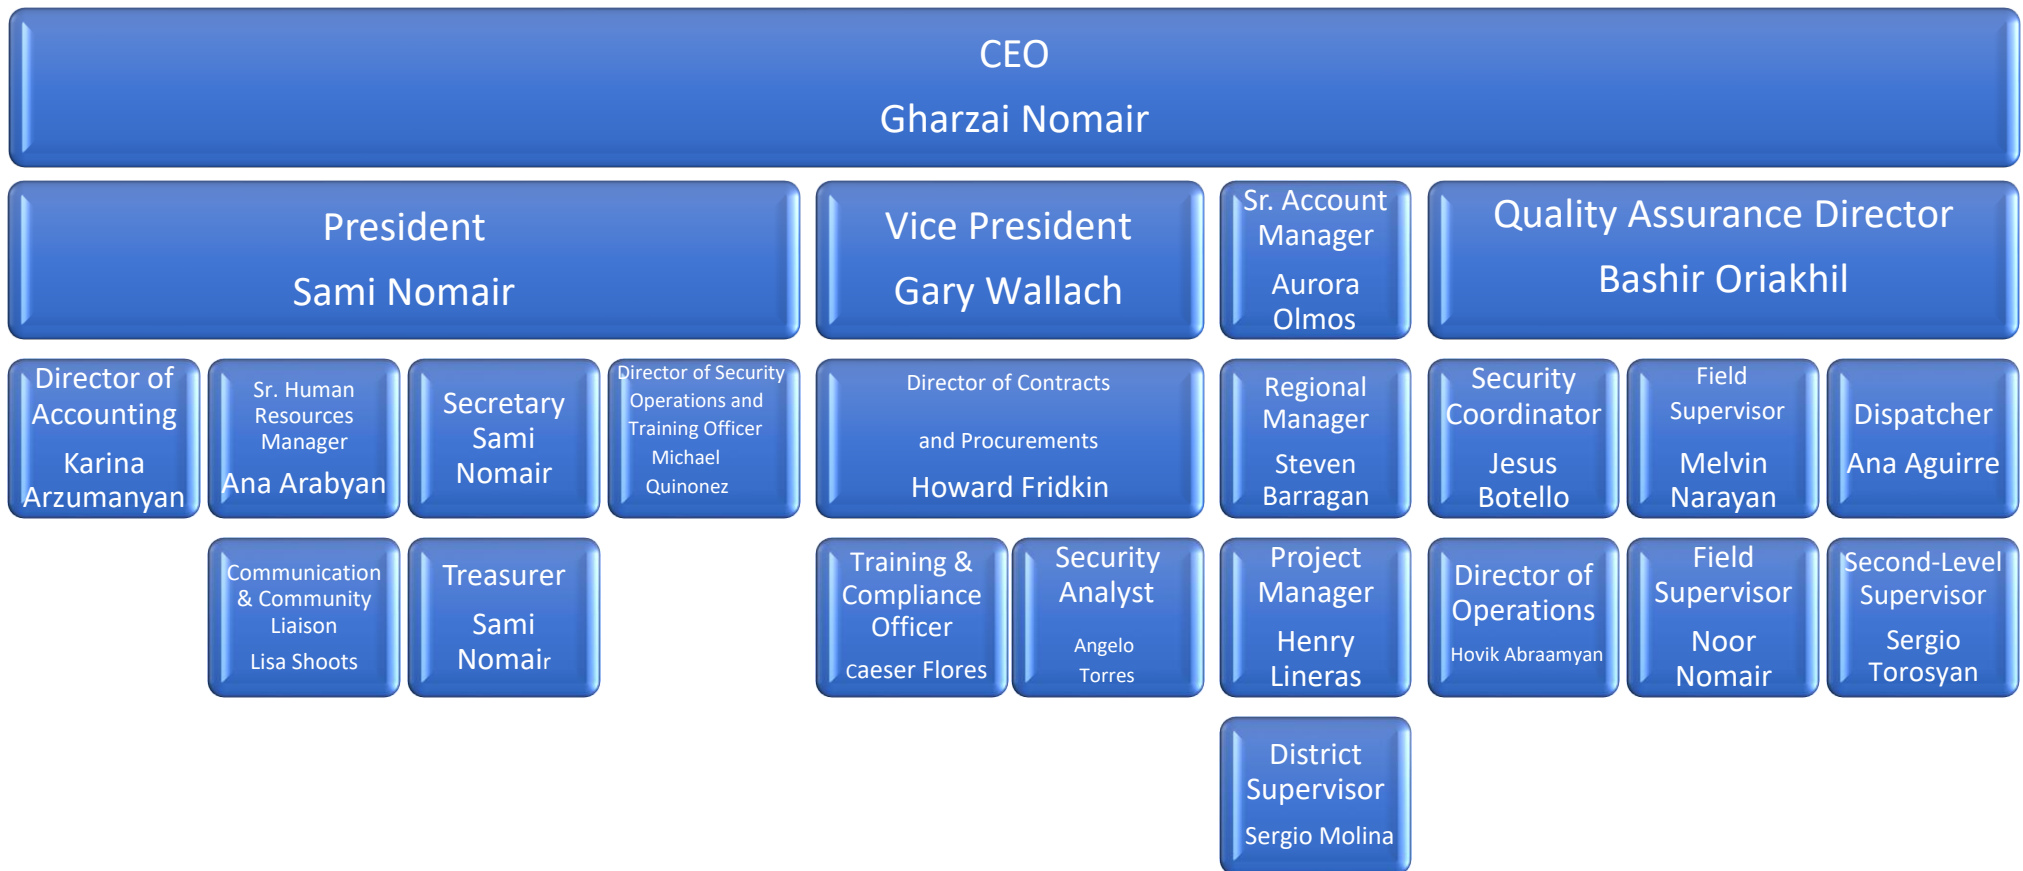 CEO
Gharzai Nomair
President
Sami Nomair
Vice President
Gary Wallach
Sr. Account
Manager
Aurora
Olmos
Quality Assurance Director
Bashir Oriakhil
Director of
Accounting
Karina
Arzumanyan
Sr. Human
Resources
Manager
Ana Arabyan
Secretary
Sami
Nomair
Director of Security
Operations and
Training Officer
Michael
Quinonez
Director of Contracts
and Procurements
Howard Fridkin
Regional
Manager
Steven
Barragan
Security
Coordinator
Jesus
Botello
Field
Supervisor
Melvin
Narayan
Dispatcher
Ana Aguirre
Communication
& Community
Liaison
Lisa Shoots
Treasurer
Sami
Nomair
Training &
Compliance
Officer
Caeser Flores
Security
Analyst
Angelo
Torres
Project
Manager
Henry
Lineras
Director of
Operations
Hovik Abraamyan
Field
Supervisor
Noor
Nomair
Second-Level
Supervisor
Sergio
Torosyan
District
Supervisor
Sergio Molina